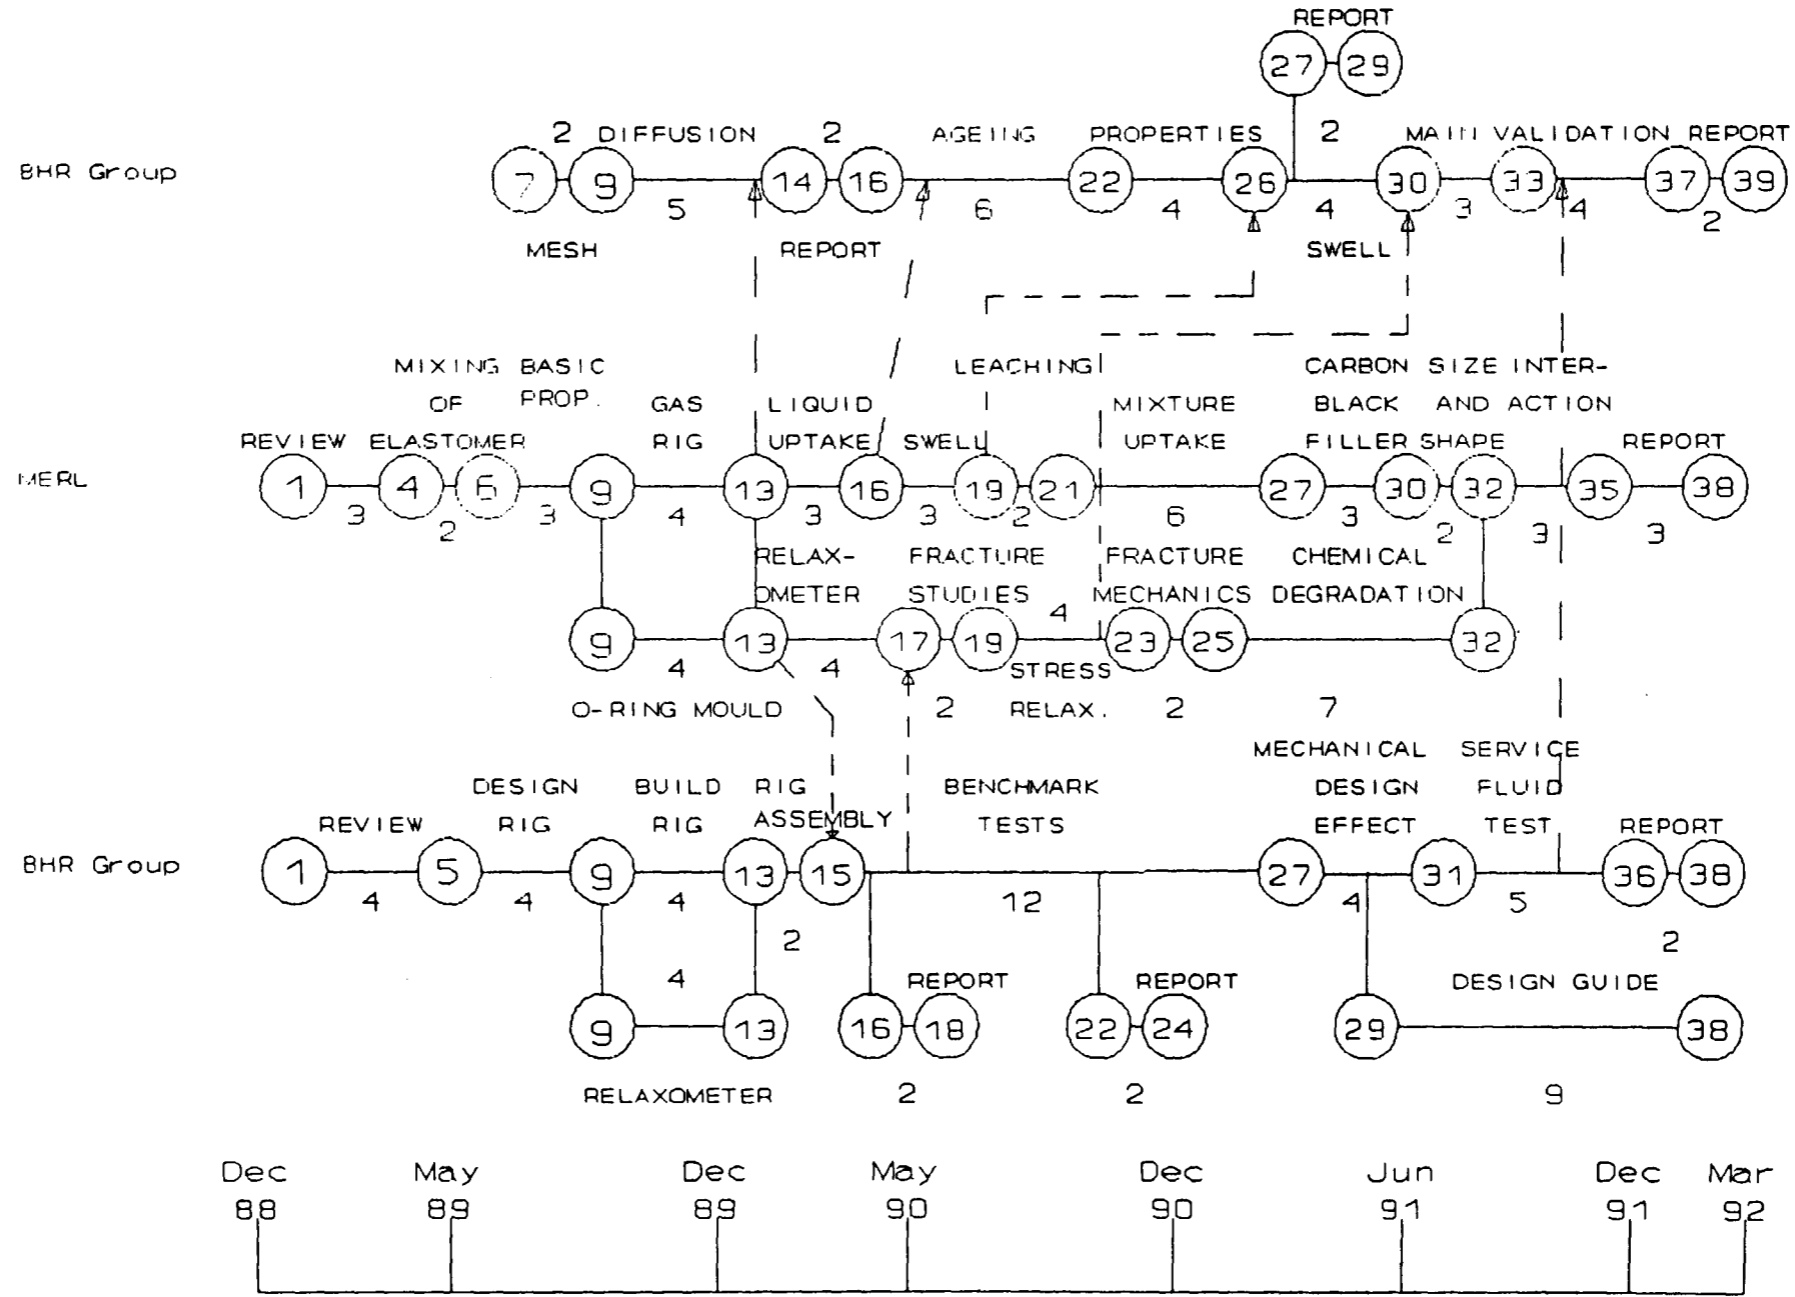 REPORT
27 29
2 DIFFUSION 2 AGEING PROPERTIES 2 MAIN VALIDATION REPORT
BHR Group
7 9 14 16 22 26 30 33 37 39
5 6 4 4 3 4 2
MESH REPORT SWELL
MIXING BASIC LEACHING CARBON SIZE INTER-
OF PROP. GAS LIQUID MIXTURE BLACK AND ACTION
REVIEW ELASTOMER RIG UPTAKE SWELL UPTAKE FILLER SHAPE REPORT
MERL
1 4 6 9 13 16 19 21 27 30 32 35 38
3 2 3 4 3 3 2 6 3 2 3 3
RELAX- FRACTURE FRACTURE CHEMICAL
OMETER STUDIES 4 MECHANICS DEGRADATION
9 13 17 19 23 25 32
4 4 STRESS
O-RING MOULD 2 RELAX. 2 7
MECHANICAL SERVICE
DESIGN BUILD RIG BENCHMARK DESIGN FLUID
REVIEW RIG RIG ASSEMBLY TESTS EFFECT TEST REPORT
BHR Group
1 5 9 13 15 27 31 36 38
4 4 4 12 4 5
2 2
4 REPORT REPORT DESIGN GUIDE
9 13 16 18 22 24 29 38
RELAXOMETER 2 2 9
Dec May Dec May Dec Jun Dec Mar
88 89 89 90 90 91 91 92